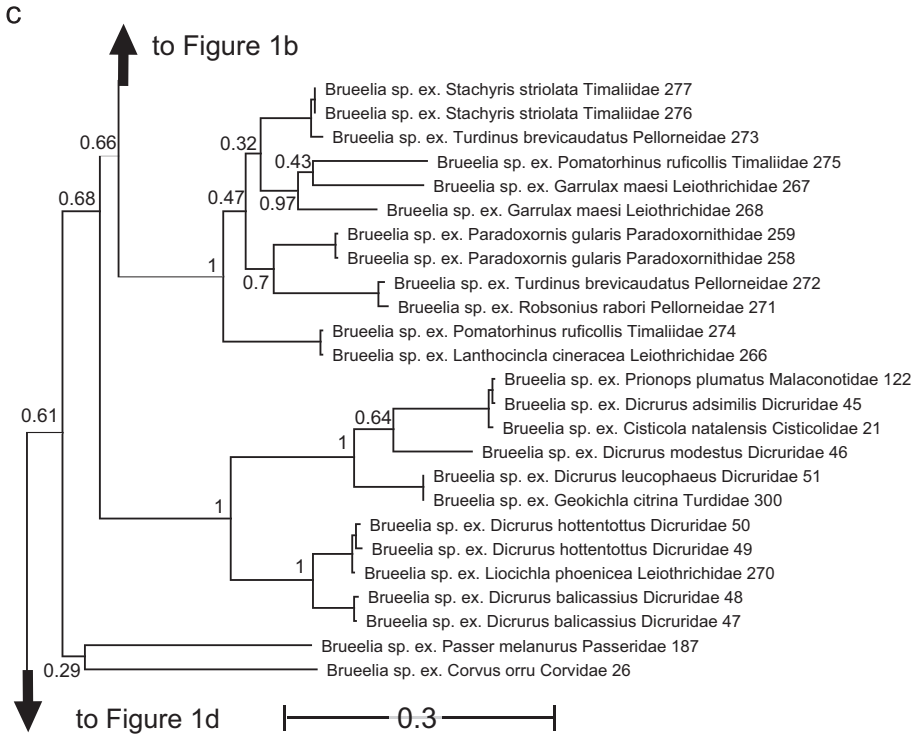 c
to Figure 1b
Brueelia sp. ex. Stachyris striolata Timaliidae 277
Brueelia sp. ex. Stachyris striolata Timaliidae 276
Brueelia sp. ex. Turdinus brevicaudatus Pellorneidae 273
0.32
0.66
0.43
Brueelia sp. ex. Pomatorhinus ruficollis Timaliidae 275
Brueelia sp. ex. Garrulax maesi Leiothrichidae 267
0.68
0.47
0.97
Brueelia sp. ex. Garrulax maesi Leiothrichidae 268
Brueelia sp. ex. Paradoxornis gularis Paradoxornithidae 259
Brueelia sp. ex. Paradoxornis gularis Paradoxornithidae 258
1
0.7
Brueelia sp. ex. Turdinus brevicaudatus Pellorneidae 272
Brueelia sp. ex. Robsonius rabori Pellorneidae 271
Brueelia sp. ex. Pomatorhinus ruficollis Timaliidae 274
Brueelia sp. ex. Lanthocincla cineracea Leiothrichidae 266
Brueelia sp. ex. Prionops plumatus Malaconotidae 122
Brueelia sp. ex. Dicrurus adsimilis Dicruridae 45
0.61
0.64
Brueelia sp. ex. Cisticola natalensis Cisticolidae 21
1
Brueelia sp. ex. Dicrurus modestus Dicruridae 46
Brueelia sp. ex. Dicrurus leucophaeus Dicruridae 51
Brueelia sp. ex. Geokichla citrina Turdidae 300
1
Brueelia sp. ex. Dicrurus hottentottus Dicruridae 50
Brueelia sp. ex. Dicrurus hottentottus Dicruridae 49
1
Brueelia sp. ex. Liocichla phoenicea Leiothrichidae 270
Brueelia sp. ex. Dicrurus balicassius Dicruridae 48
Brueelia sp. ex. Dicrurus balicassius Dicruridae 47
Brueelia sp. ex. Passer melanurus Passeridae 187
0.29
Brueelia sp. ex. Corvus orru Corvidae 26
to Figure 1d
0.3